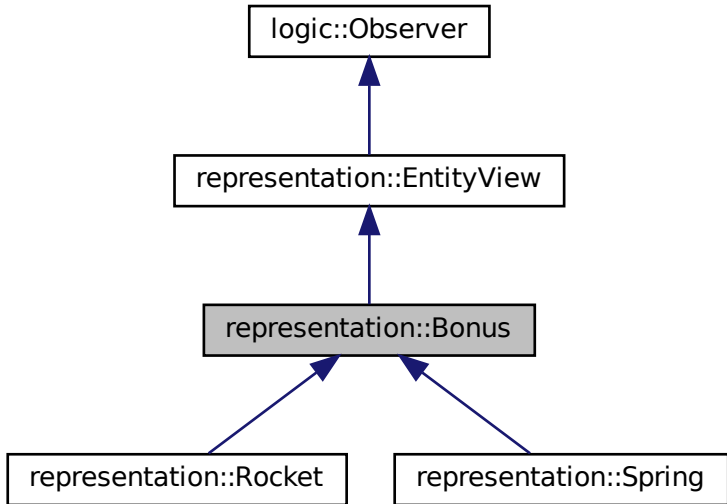 logic::Observer
representation::EntityView
representation::Bonus
representation::Rocket
representation::Spring